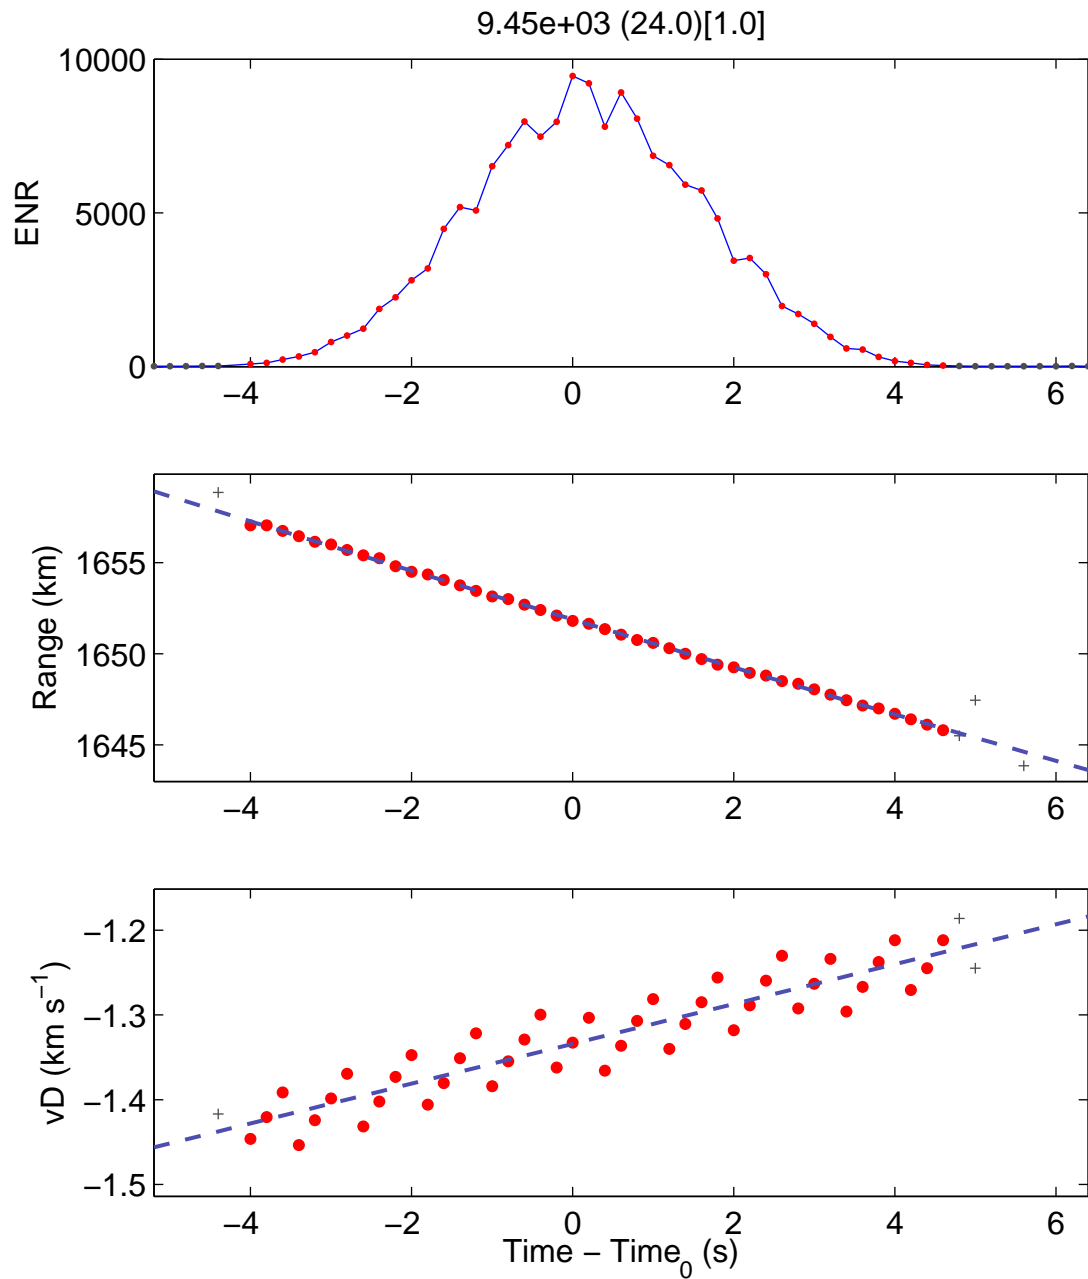 9.45e+03 (24.0)[1.0]
10000
5000
0
ENR
−4 −2 0 2 4 6
1655
1650
1645
Range (km)
−4 −2 0 2 4 6
−1.2
−1.3
−1.4
−1.5
vD (km s−1)
−4 −2 0 2 4 6
Time − Time0 (s)